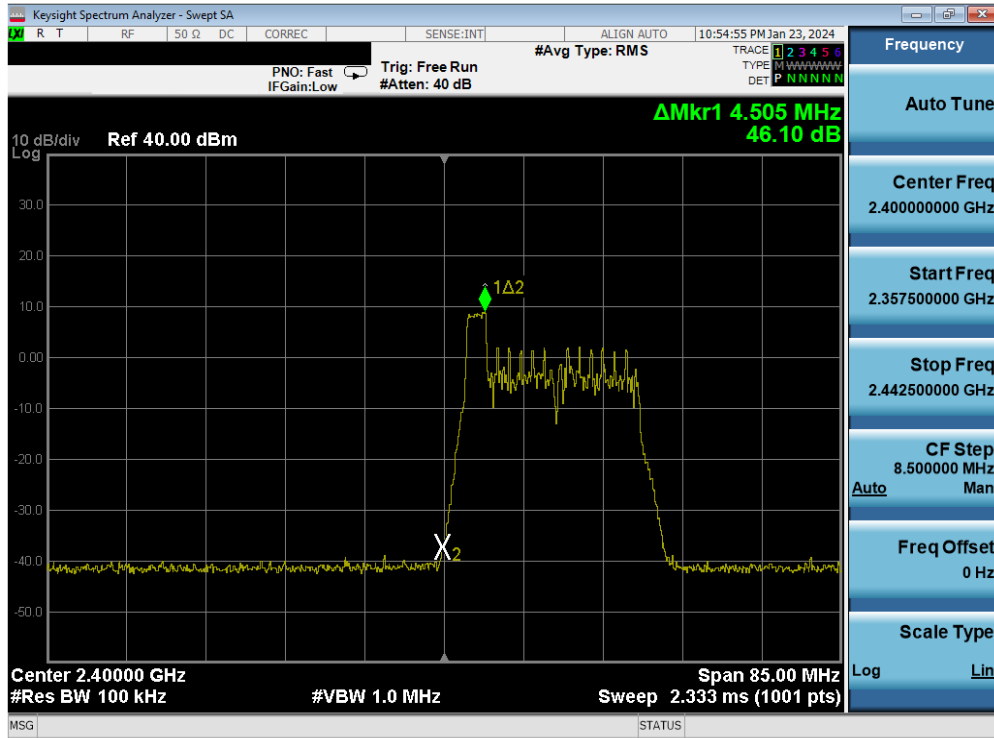 Keysight Spectrum Analyzer - Swept SA
LXI R T RF 50 Ω DC CORREC SENSE:INT ALIGN AUTO 10:54:55 PM Jan 23, 2024
PNO: Fast
IFGain:Low
Trig: Free Run
#Atten: 40 dB
#Avg Type: RMS
TRACE 1 2 3 4 5 6
TYPE M W W W W W
DET P N N N N N
ΔMkr1 4.505 MHz
46.10 dB
10 dB/div Ref 40.00 dBm
Log
30.0
20.0
10.0
0.00
-10.0
-20.0
-30.0
-40.0
-50.0
1Δ2
X2
Center 2.40000 GHz
Span 85.00 MHz
#Res BW 100 kHz
#VBW 1.0 MHz
Sweep 2.333 ms (1001 pts)
MSG
STATUS
Frequency
Auto Tune
Center Freq
2.400000000 GHz
Start Freq
2.357500000 GHz
Stop Freq
2.442500000 GHz
CF Step
8.500000 MHz
Auto Man
Freq Offset
0 Hz
Scale Type
Log Lin